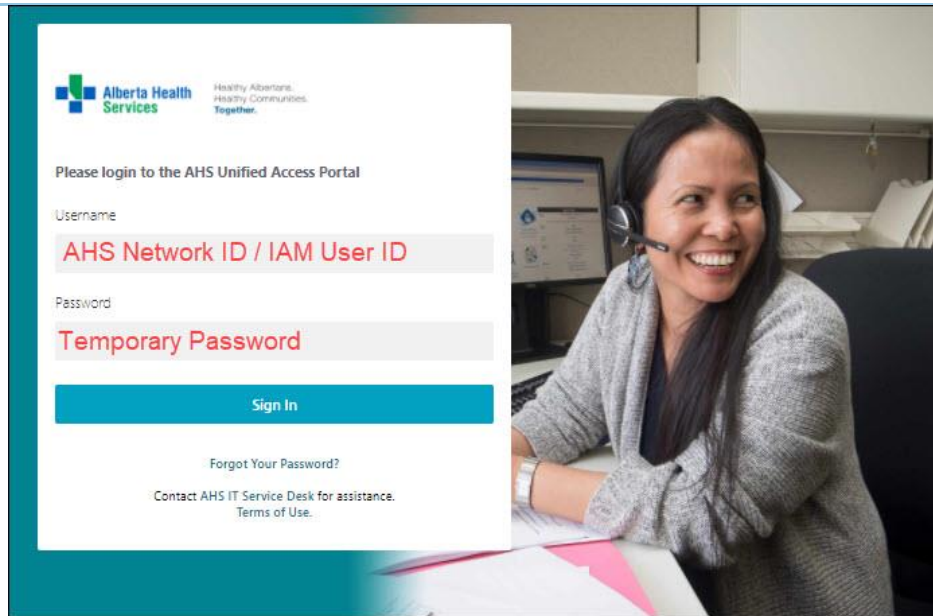 Alberta Health
Services
Healthy Albertans.
Healthy Communities.
Together.
Please login to the AHS Unified Access Portal
Username
AHS Network ID / IAM User ID
Password
Temporary Password
Sign In
Forgot Your Password?
Contact AHS IT Service Desk for assistance.
Terms of Use.